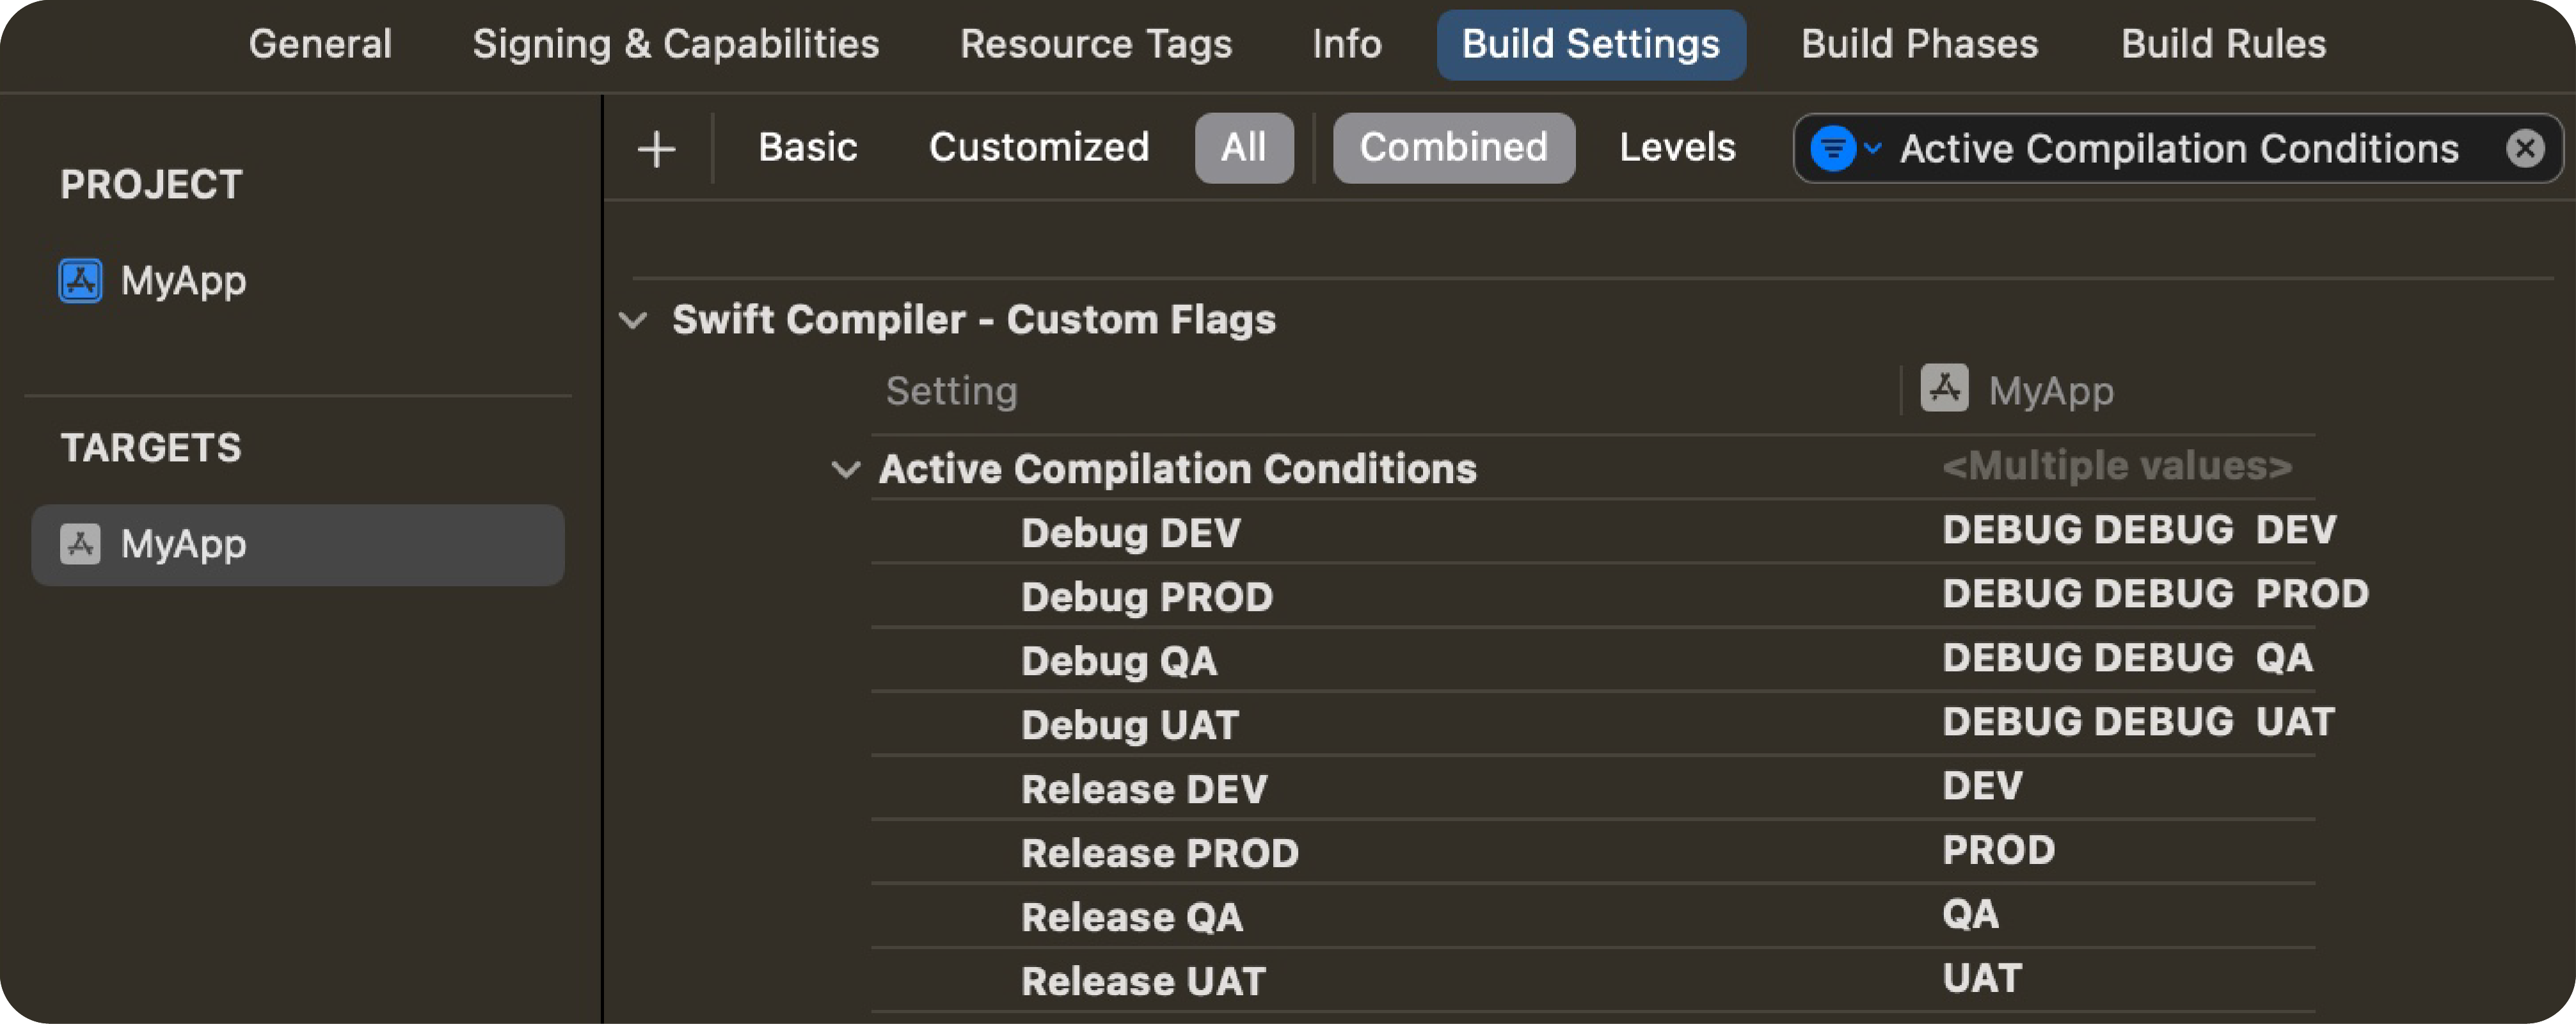 General Signing & Capabilities Resource Tags Info Build Settings Build Phases Build Rules
+ Basic Customized All Combined Levels Active Compilation Conditions
PROJECT
MyApp
TARGETS
MyApp
Swift Compiler - Custom Flags
Setting MyApp
Active Compilation Conditions <Multiple values>
Debug DEV DEBUG DEBUG  DEV
Debug PROD DEBUG DEBUG  PROD
Debug QA DEBUG DEBUG  QA
Debug UAT DEBUG DEBUG  UAT
Release DEV DEV
Release PROD PROD
Release QA QA
Release UAT UAT